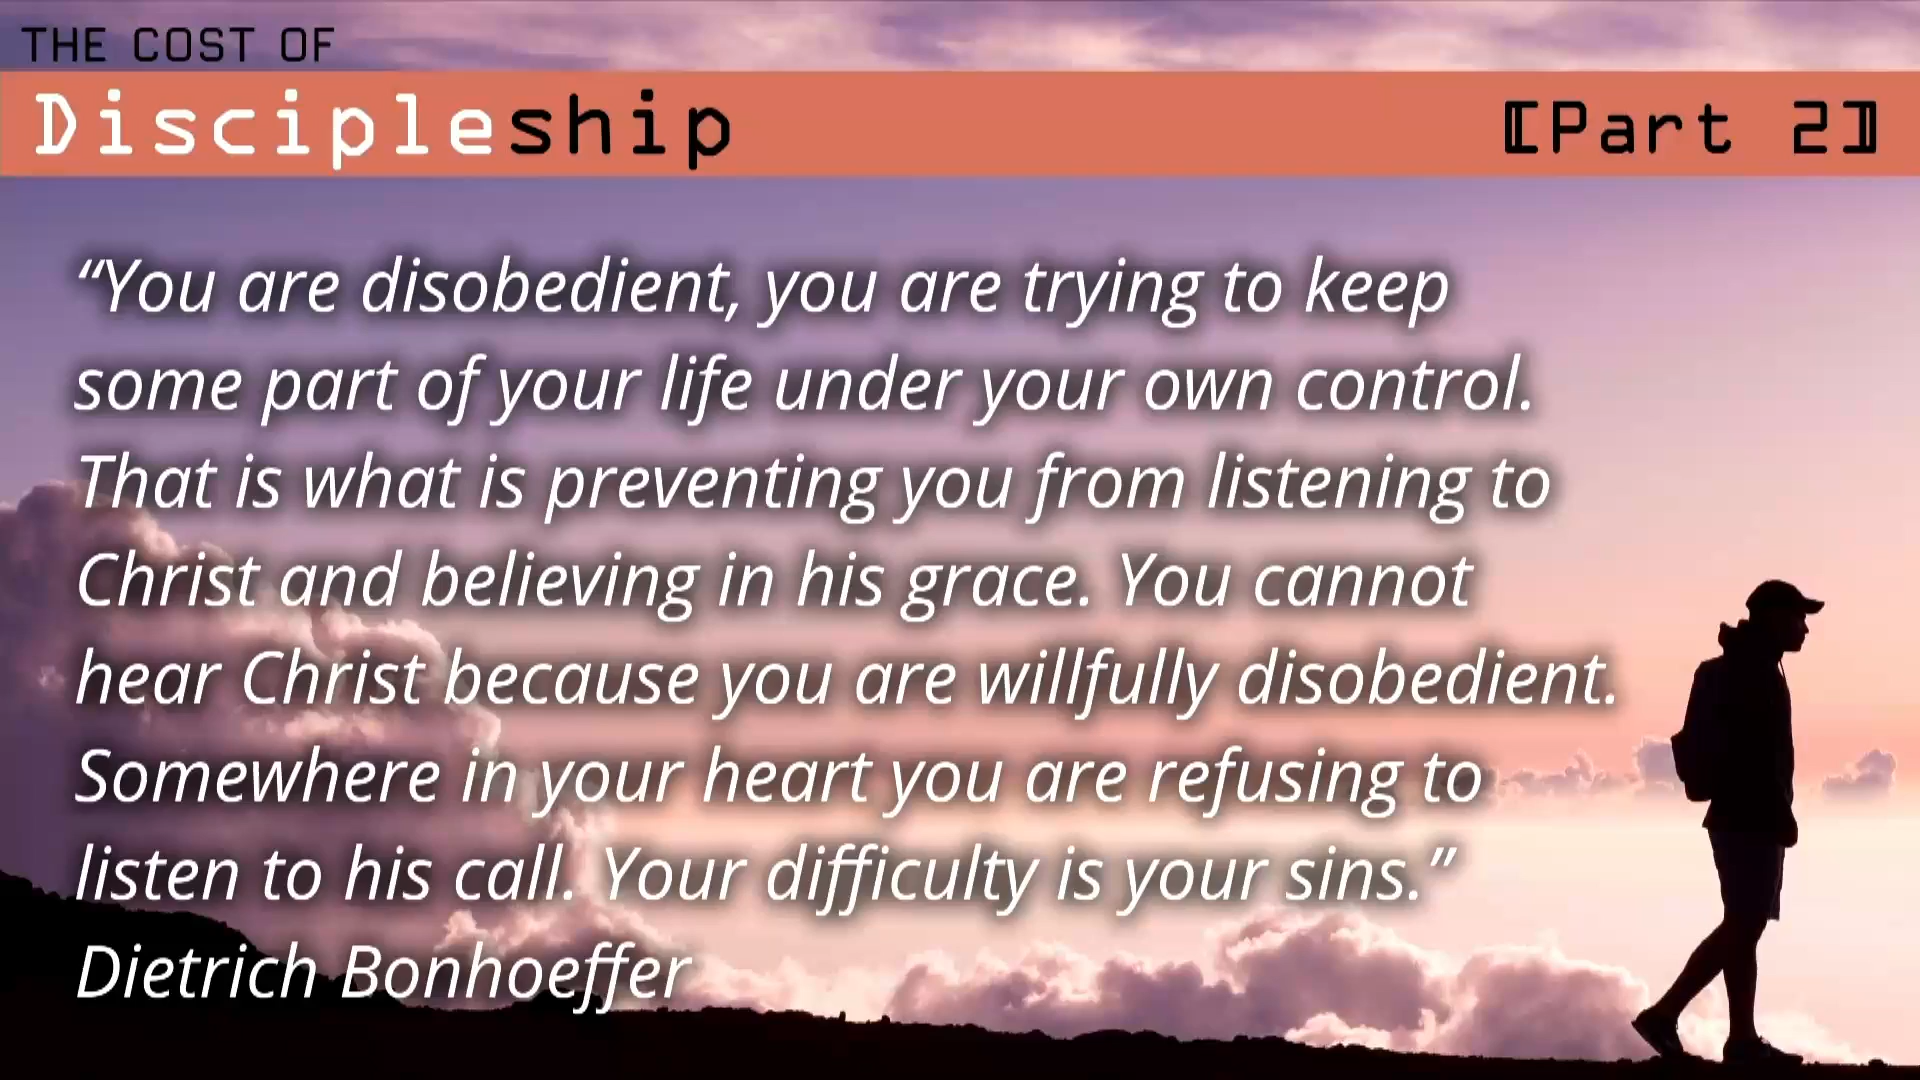 THE COST OF
Discipleship
[Part 2]
“You are disobedient, you are trying to keep
some part of your life under your own control.
That is what is preventing you from listening to
Christ and believing in his grace. You cannot
hear Christ because you are willfully disobedient.
Somewhere in your heart you are refusing to
listen to his call. Your difficulty is your sins.”
Dietrich Bonhoeffer